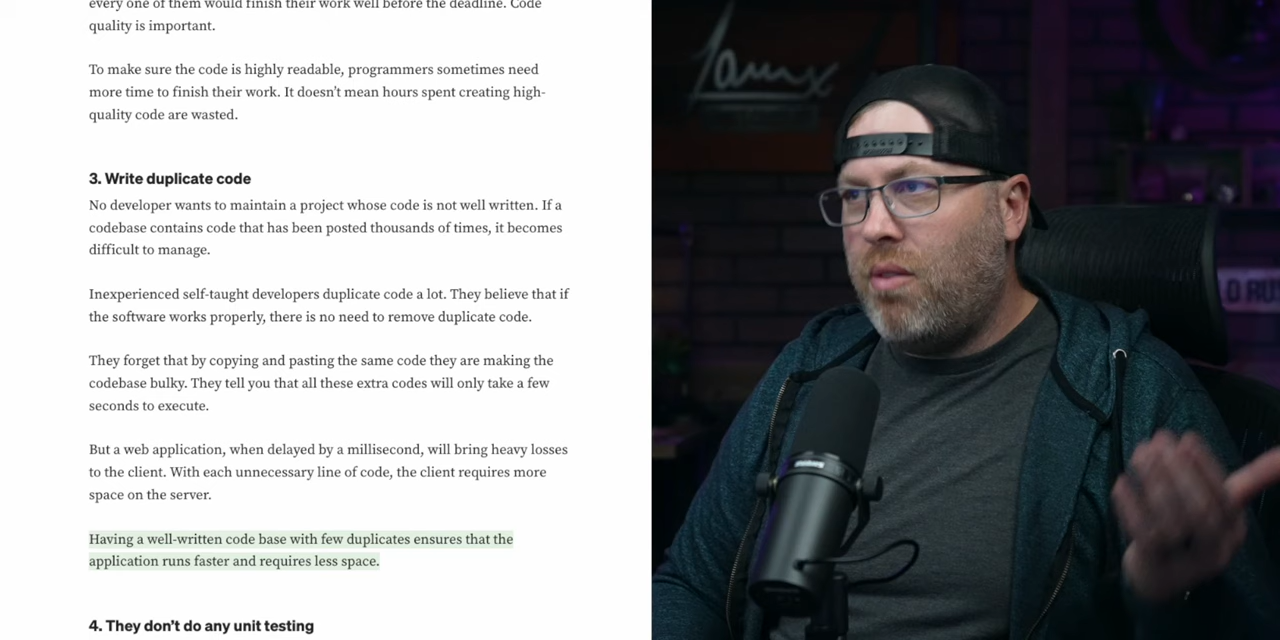 every one of them would finish their work well before the deadline. Code
quality is important.
To make sure the code is highly readable, programmers sometimes need
more time to finish their work. It doesn't mean hours spent creating high-
quality code are wasted.
3. Write duplicate code
No developer wants to maintain a project whose code is not well written. If a
codebase contains code that has been posted thousands of times, it becomes
difficult to manage.
Inexperienced self-taught developers duplicate code a lot. They believe that if
the software works properly, there is no need to remove duplicate code.
They forget that by copying and pasting the same code they are making the
codebase bulky. They tell you that all these extra codes will only take a few
seconds to execute.
But a web application, when delayed by a millisecond, will bring heavy losses
to the client. With each unnecessary line of code, the client requires more
space on the server.
Having a well-written code base with few duplicates ensures that the
application runs faster and requires less space.
4. They don't do any unit testing